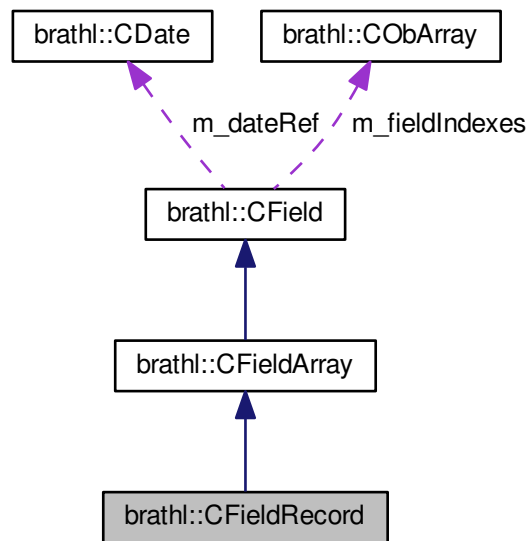 brathl::CDate
brathl::CObArray
m_dateRef
m_fieldIndexes
brathl::CField
brathl::CFieldArray
brathl::CFieldRecord